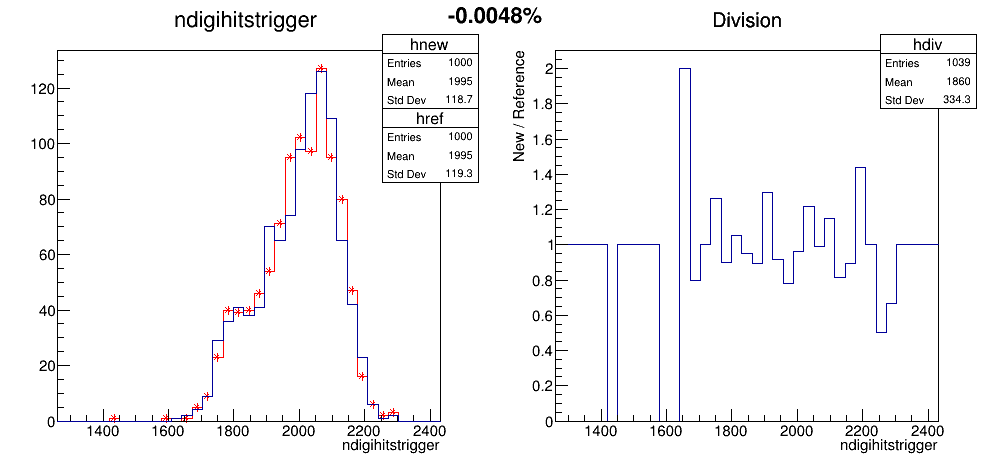 -0.0048%
ndigihitstrigger
hnew
Entries 1000
Mean 1995
Std Dev 118.7
href
Entries 1000
Mean 1995
Std Dev 119.3
120
100
80
60
40
20
0
1400 1600 1800 2000 2200 2400
ndigihitstrigger
Division
hdiv
Entries 1039
Mean 1860
Std Dev 334.3
New / Reference
2
1.8
1.6
1.4
1.2
1
0.8
0.6
0.4
0.2
0
1400 1600 1800 2000 2200 2400
ndigihitstrigger